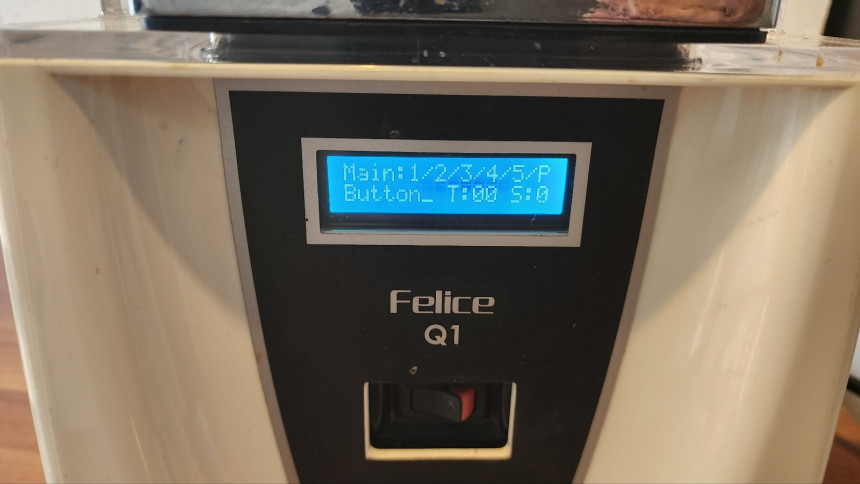 Main:1/2/3/4/5/P
Button_ T:00 S:0
Felice
Q1